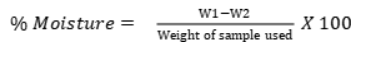 % Moisture = W1−W2 / Weight of sample used X 100